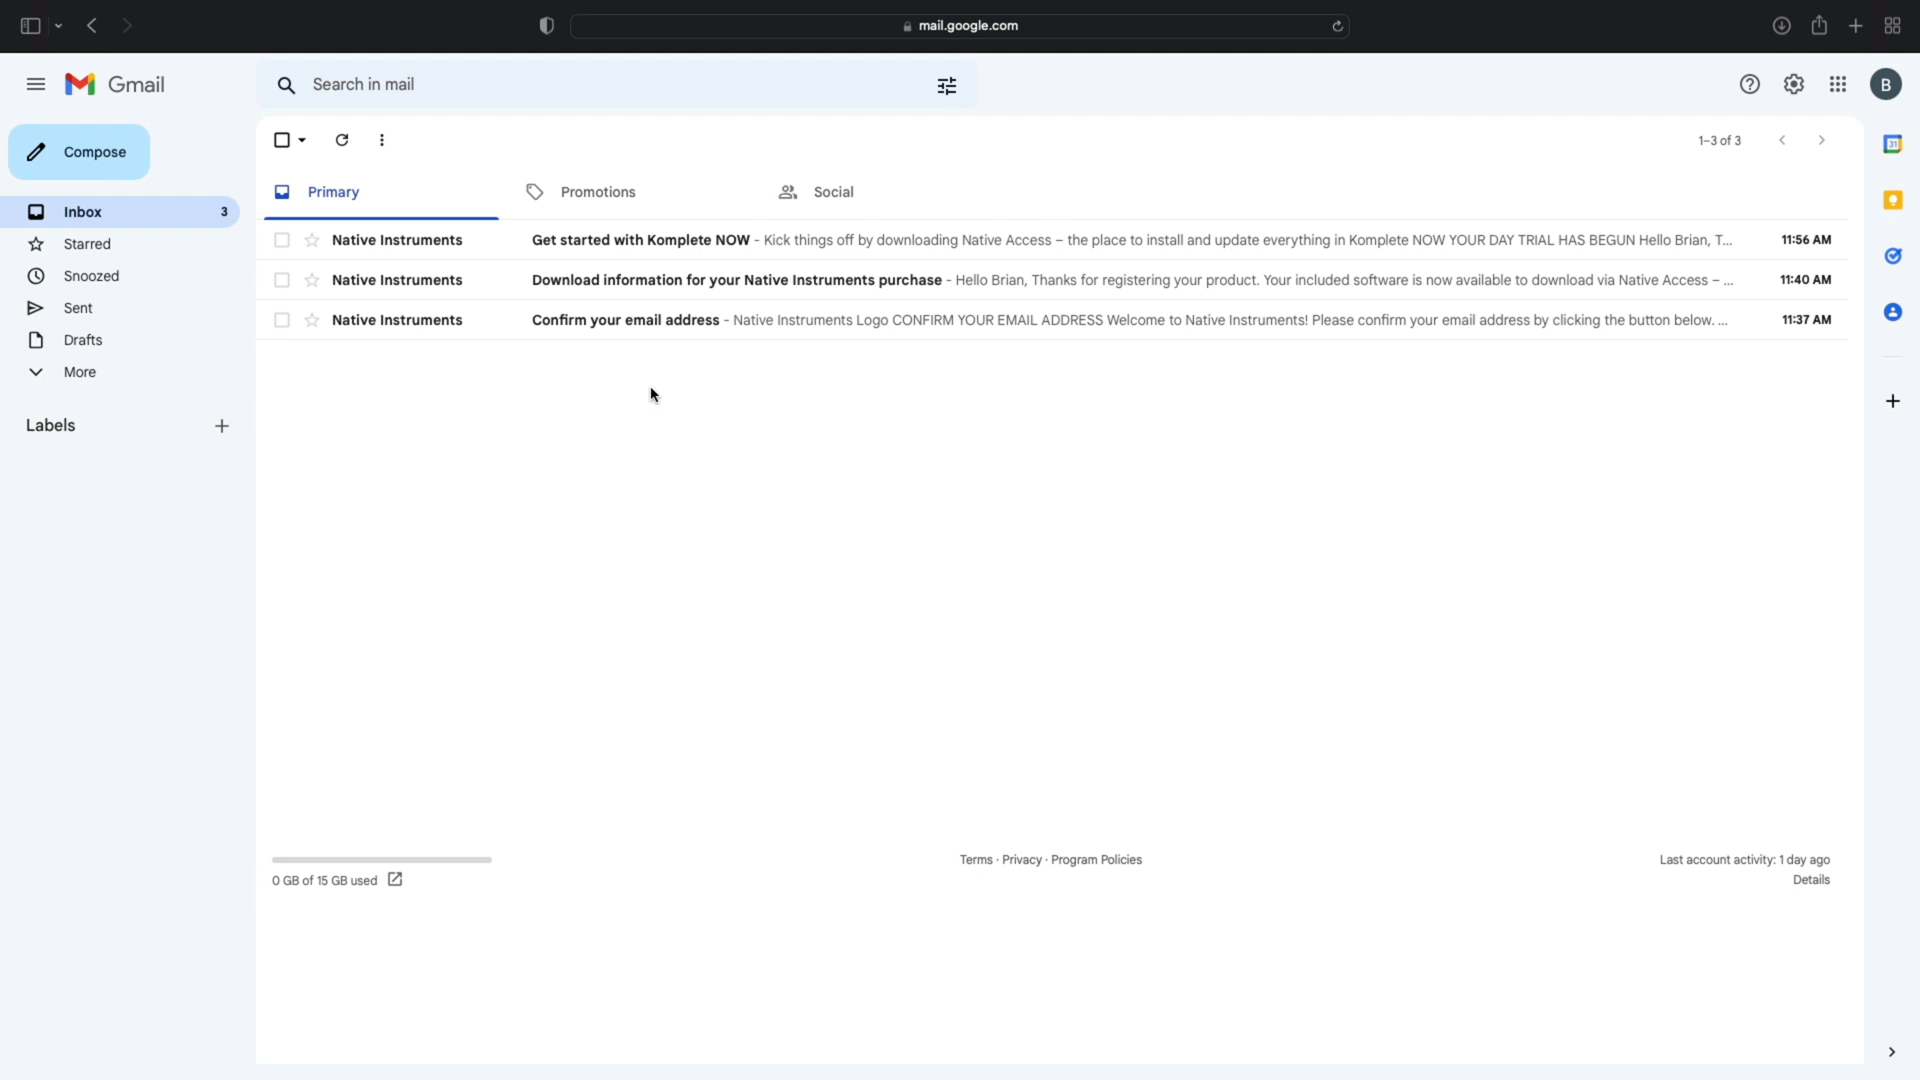 mail.google.com
Gmail
Search in mail
B
Compose
1–3 of 3
31
Primary
Promotions
Social
Inbox 3
Starred
Snoozed
Sent
Drafts
More
Labels
Native Instruments Get started with Komplete NOW - Kick things off by downloading Native Access – the place to install and update everything in Komplete NOW YOUR DAY TRIAL HAS BEGUN Hello Brian, T... 11:56 AM
Native Instruments Download information for your Native Instruments purchase - Hello Brian, Thanks for registering your product. Your included software is now available to download via Native Access – ... 11:40 AM
Native Instruments Confirm your email address - Native Instruments Logo CONFIRM YOUR EMAIL ADDRESS Welcome to Native Instruments! Please confirm your email address by clicking the button below. ... 11:37 AM
0 GB of 15 GB used
Terms · Privacy · Program Policies
Last account activity: 1 day ago
Details